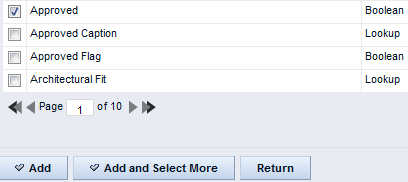 Approved Boolean
Approved Caption Lookup
Approved Flag Boolean
Architectural Fit Lookup
Page 1 of 10
Add Add and Select More Return